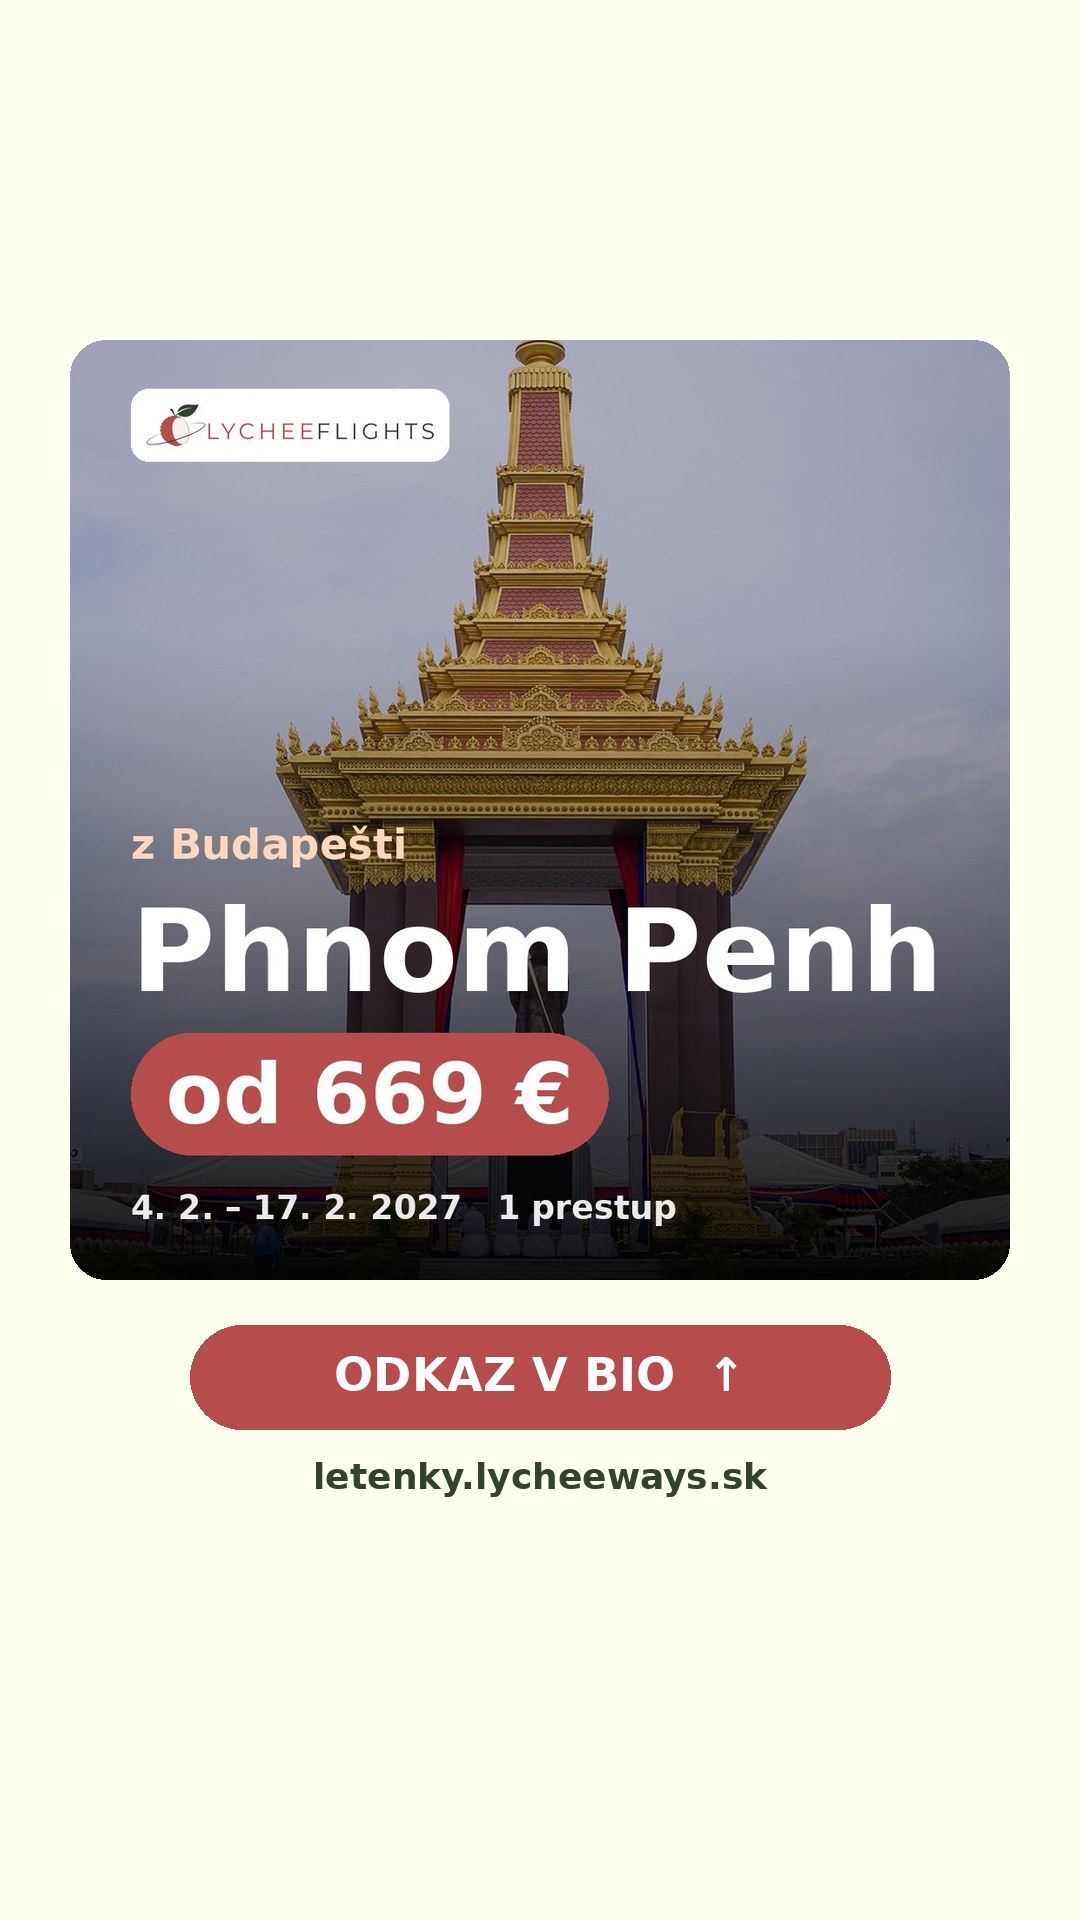 LYCHEEFLIGHTS
z Budapešti
Phnom Penh
od 669 €
4. 2. – 17. 2. 2027 1 prestup
ODKAZ V BIO ↑
letenky.lycheeways.sk